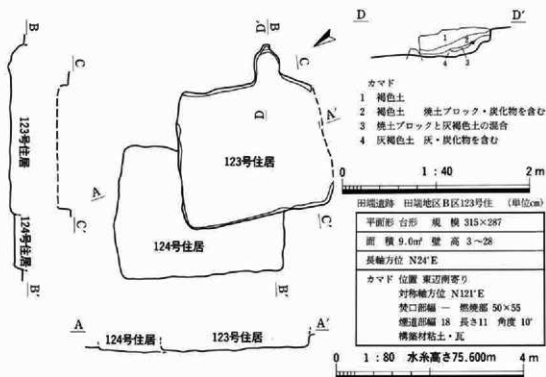 B
C
123号住居
124号住居
C'
B'
B
D'
C
A'
D
123号住居
A
C'
124号住居
B'
A
A'
124号住居
123号住居
D
D'
1
2
4
3
カマド
1 褐色土
2 褐色土 焼土ブロック・炭化物を含む
3 焼土ブロックと灰褐色土の混合
4 灰褐色土 灰・炭化物を含む
0 1:40 2m
田端遺跡 田端地区B区123号住 (単位cm)
平面形 台形 規模 315×287
面積 9.0㎡ 壁高 3~28
長軸方位 N24°E
カマド 位置 東辺南寄り
対称軸方位 N121°E
焚口部幅 ― 燃焼部 50×55
煙道部幅 18 長さ11 角度 10°
構築材粘土・瓦
0 1:80 水糸高さ75.600m 4m